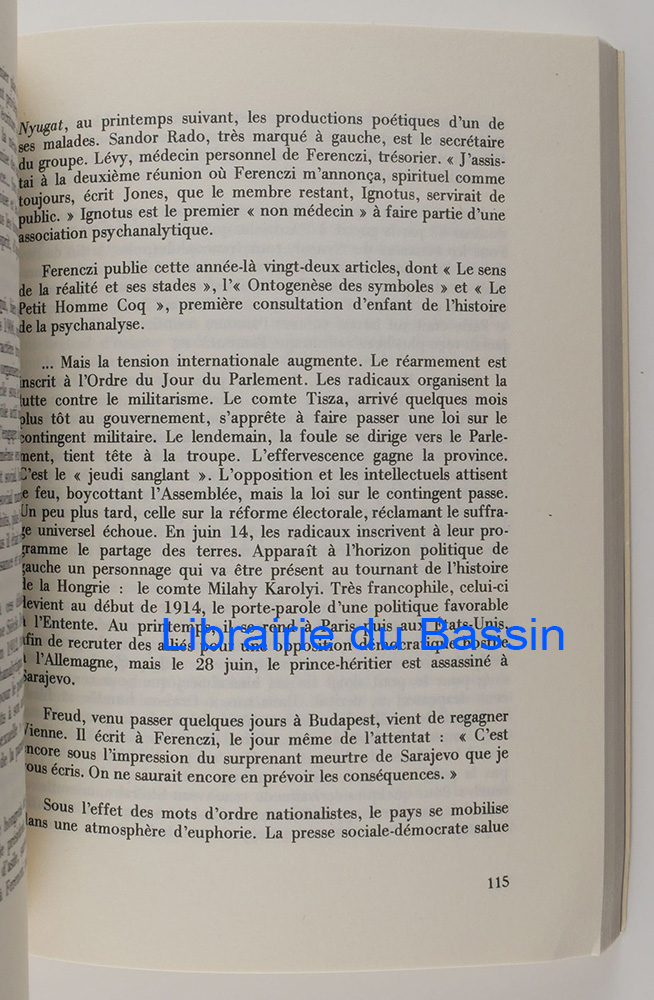 Nyugat, au printemps suivant, les productions poétiques d'un de
ses malades. Sandor Rado, très marqué à gauche, est le secrétaire
du groupe. Lévy, médecin personnel de Ferenczi, trésorier. « J'assis-
tai à la deuxième réunion où Ferenczi m'annonça, spirituel comme
toujours, écrit Jones, que le membre restant, Ignotus, servirait de
public. » Ignotus est le premier « non médecin » à faire partie d'une
association psychanalytique.
Ferenczi publie cette année-là vingt-deux articles, dont « Le sens
de la réalité et ses stades », l'« Ontogenèse des symboles » et « Le
Petit Homme Coq », première consultation d'enfant de l'histoire
de la psychanalyse.
... Mais la tension internationale augmente. Le réarmement est
inscrit à l'Ordre du Jour du Parlement. Les radicaux organisent la
lutte contre le militarisme. Le comte Tisza, arrivé quelques mois
plus tôt au gouvernement, s'apprête à faire passer une loi sur le
contingent militaire. Le lendemain, la foule se dirige vers le Parle-
ment, tient tête à la troupe. L'effervescence gagne la province.
C'est le « jeudi sanglant ». L'opposition et les intellectuels attisent
le feu, boycottant l'Assemblée, mais la loi sur le contingent passe.
Un peu plus tard, celle sur la réforme électorale, réclamant le suffra-
ge universel échoue. En juin 14, les radicaux inscrivent à leur pro-
gramme le partage des terres. Apparaît à l'horizon politique de
gauche un personnage qui va être présent au tournant de l'histoire
de la Hongrie : le comte Milahy Karolyi. Très francophile, celui-ci
devient au début de 1914, le porte-parole d'une politique favorable
à l'Entente. Au printemps il se rend à Paris puis aux Etats-Unis,
afin de recruter des alliés pour une opposition démocratique hostile
à l'Allemagne, mais le 28 juin, le prince-héritier est assassiné à
Sarajevo.
Librairie du Bassin
Freud, venu passer quelques jours à Budapest, vient de regagner
Vienne. Il écrit à Ferenczi, le jour même de l'attentat : « C'est
encore sous l'impression du surprenant meurtre de Sarajevo que je
vous écris. On ne saurait encore en prévoir les conséquences. »
Sous l'effet des mots d'ordre nationalistes, le pays se mobilise
dans une atmosphère d'euphorie. La presse sociale-démocrate salue
115